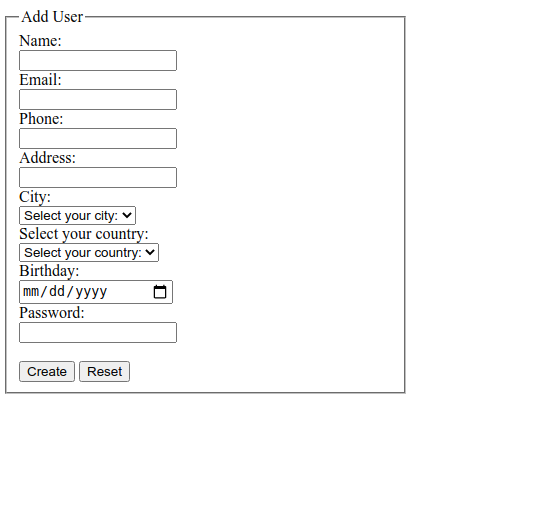 Add User
Name:
Email:
Phone:
Address:
City:
Select your city:
Select your country:
Select your country:
Birthday:
mm/dd/yyyy
Password:
Create Reset